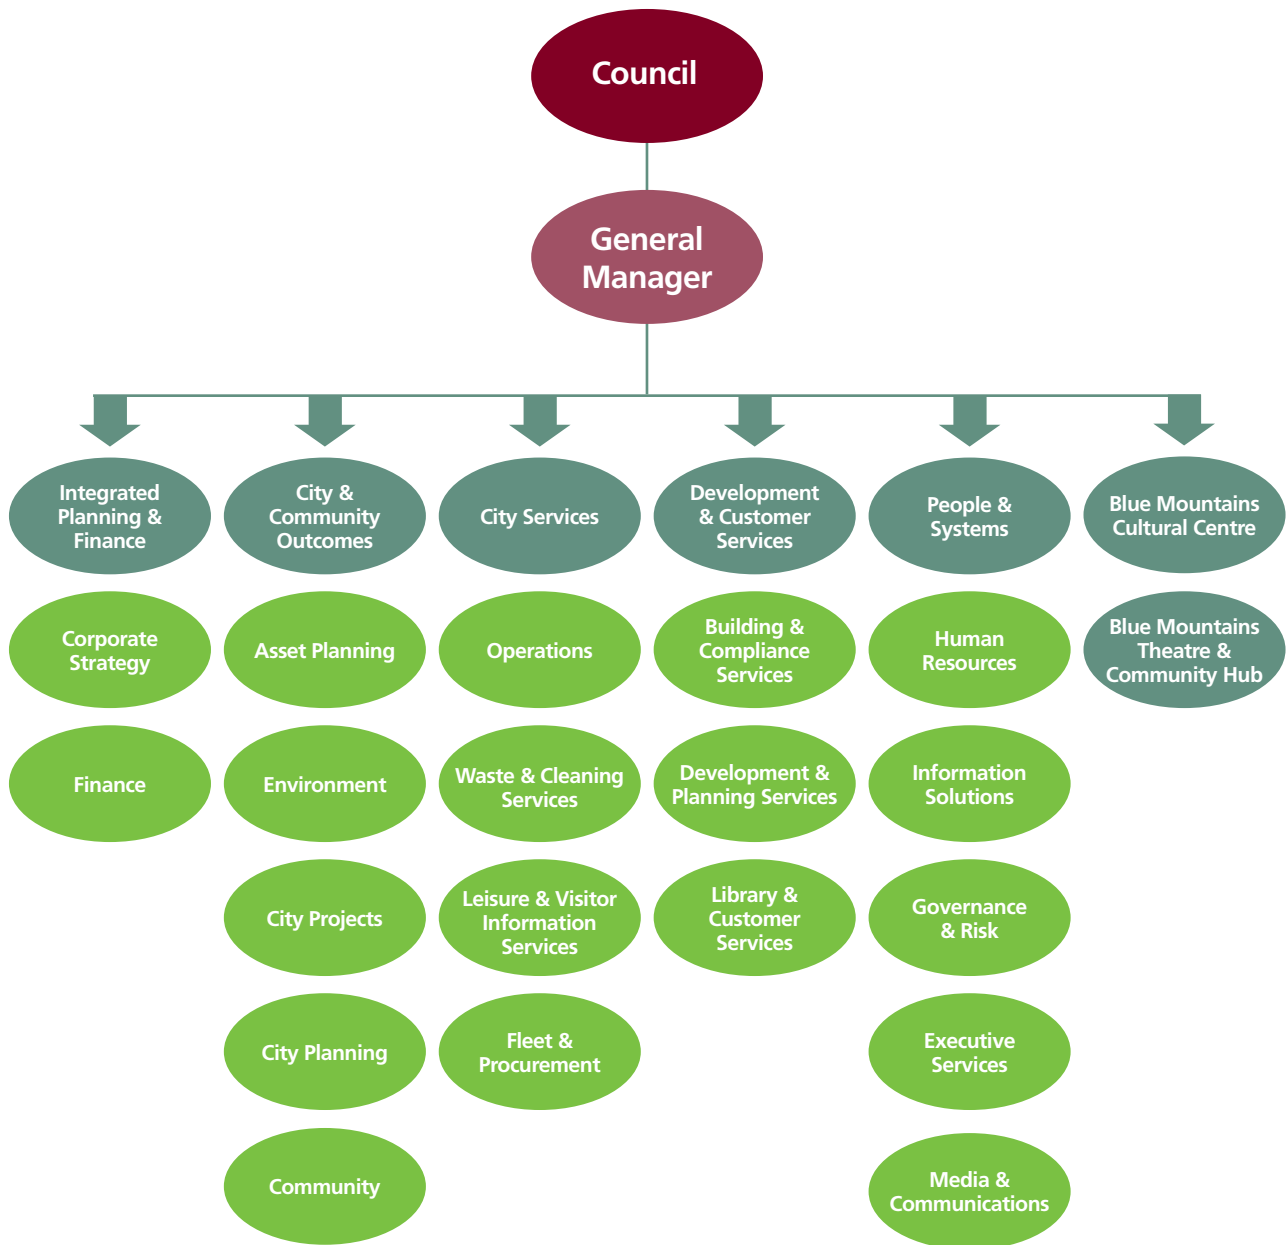 Council
General
Manager
Integrated
Planning &
Finance
City &
Community
Outcomes
City Services
Development
& Customer
Services
People &
Systems
Blue Mountains
Cultural Centre
Corporate
Strategy
Asset Planning
Operations
Building &
Compliance
Services
Human
Resources
Blue Mountains
Theatre &
Community Hub
Finance
Environment
Waste & Cleaning
Services
Development &
Planning Services
Information
Solutions
City Projects
Leisure & Visitor
Information
Services
Library &
Customer
Services
Governance
& Risk
City Planning
Fleet &
Procurement
Executive
Services
Community
Media &
Communications